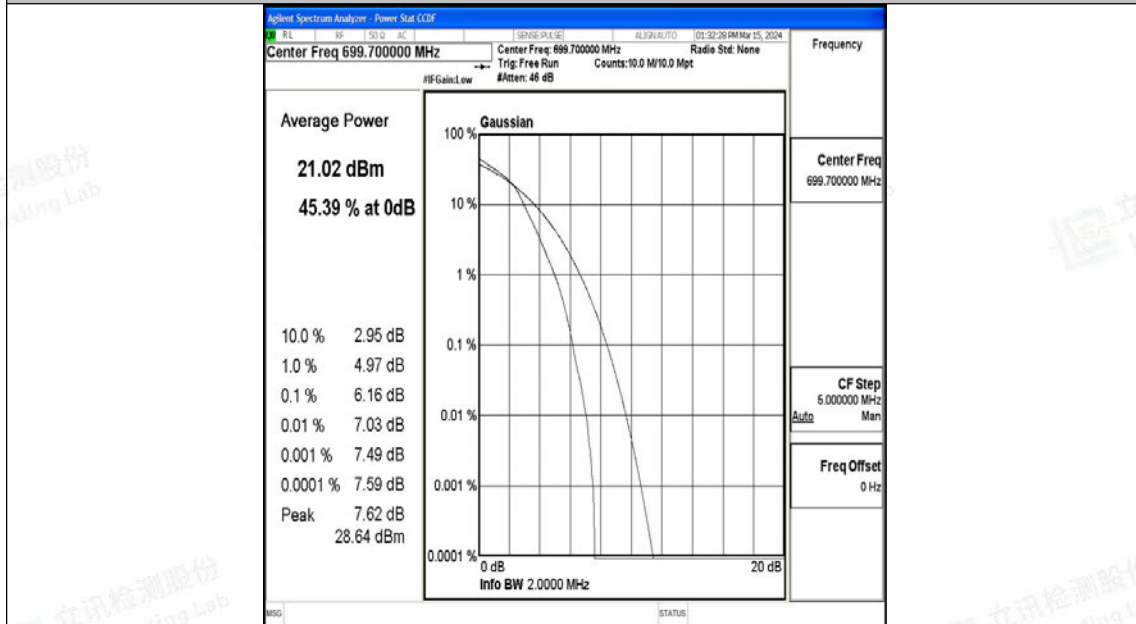 Agilent Spectrum Analyzer - Power Stat CCDF
RL RF 50 Ω AC SENSE:PULSE ALIGNAUTO 01:32:28 PM Mar 15, 2024
Center Freq 699.700000 MHz
Center Freq: 699.700000 MHz Radio Std: None
Trig: Free Run Counts:10.0 M/10.0 Mpt
#IFGain:Low #Atten: 46 dB
Frequency
Average Power
21.02 dBm
45.39 % at 0dB
10.0 % 2.95 dB
1.0 % 4.97 dB
0.1 % 6.16 dB
0.01 % 7.03 dB
0.001 % 7.49 dB
0.0001 % 7.59 dB
Peak 7.62 dB
28.64 dBm
Gaussian
100 %
10 %
1 %
0.1 %
0.01 %
0.001 %
0.0001 %
0 dB 20 dB
Info BW 2.0000 MHz
Center Freq
699.700000 MHz
CF Step
5.000000 MHz
Auto Man
Freq Offset
0 Hz
MSG STATUS
立讯检测股份